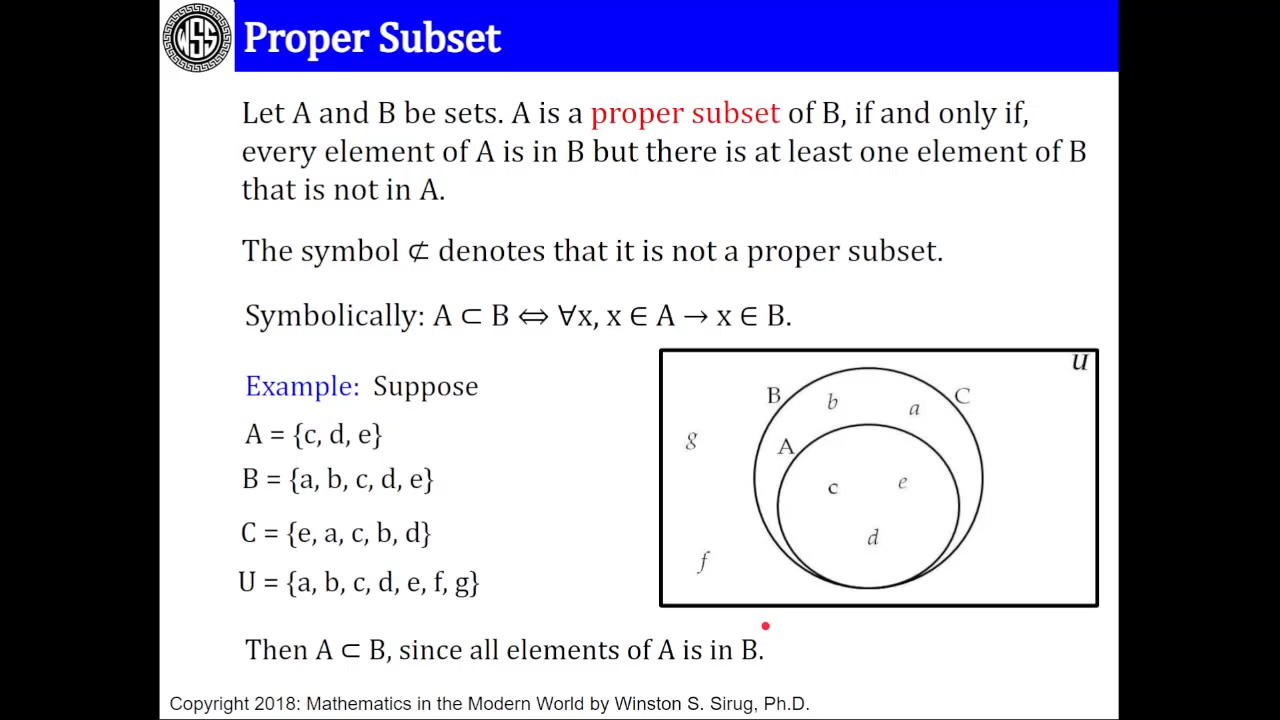 WSS
Proper Subset
Let A and B be sets. A is a proper subset of B, if and only if,
every element of A is in B but there is at least one element of B
that is not in A.
The symbol ⊄ denotes that it is not a proper subset.
Symbolically: A ⊂ B ⇔ ∀x, x ∈ A → x ∈ B.
Example: Suppose
A = {c, d, e}
B = {a, b, c, d, e}
C = {e, a, c, b, d}
U = {a, b, c, d, e, f, g}
u
B b a C
g A
c e
d
f
Then A ⊂ B, since all elements of A is in B.
Copyright 2018: Mathematics in the Modern World by Winston S. Sirug, Ph.D.